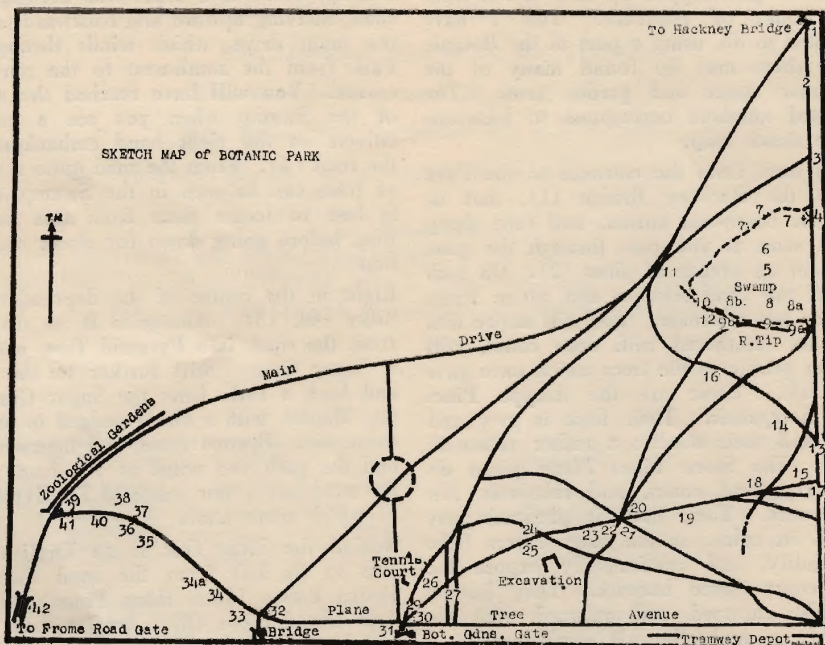 To Hackney Bridge
1
2
SKETCH MAP of BOTANIC PARK
3
7
7
7
4
6
5
Swamp
11
10 8b. 8 8a
12 9b 9 9a
R.Tip
Main Drive
16
14
13
Zoological Gardens
18 15
17
20
19
39
38
41 40 37
36
35
24 23 22 21
25
Excavation
Tennis
Court
34a
34
26
27
42
33 32
Plane
29
30
Tree Avenue
31
To Frome Road Gate
Bridge
Bot. Gdns. Gate
Tramway Depot